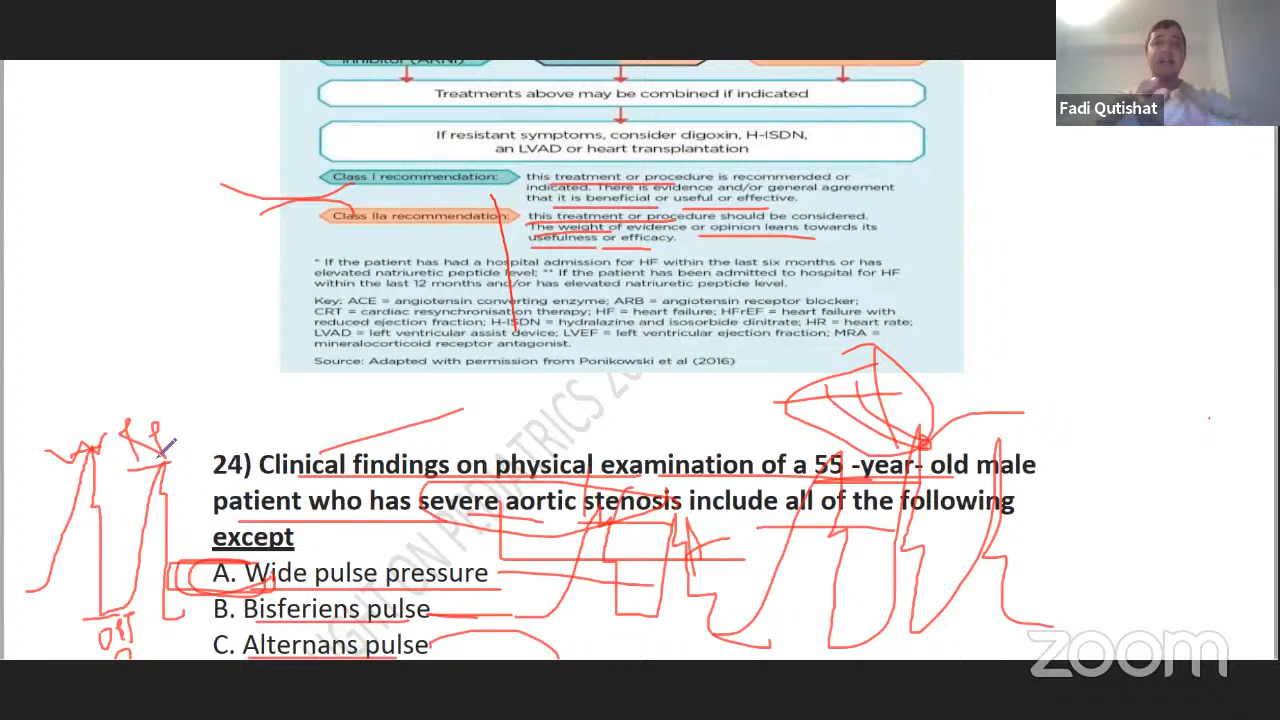 Fadi Qutishat
inhibitor (ARNI)
Treatments above may be combined if indicated
If resistant symptoms, consider digoxin, H-ISDN,
an LVAD or heart transplantation
Class I recommendation:
this treatment or procedure is recommended or
indicated. There is evidence and/or general agreement
that it is beneficial or useful or effective.
Class IIa recommendation:
this treatment or procedure should be considered.
The weight of evidence or opinion leans towards its
usefulness or efficacy.
* If the patient has had a hospital admission for HF within the last six months or has
elevated natriuretic peptide level; ** If the patient has been admitted to hospital for HF
within the last 12 months and/or has elevated natriuretic peptide level.
Key: ACE = angiotensin converting enzyme; ARB = angiotensin receptor blocker;
CRT = cardiac resynchronisation therapy; HF = heart failure; HFrEF = heart failure with
reduced ejection fraction; H-ISDN = hydralazine and isosorbide dinitrate; HR = heart rate;
LVAD = left ventricular assist device; LVEF = left ventricular ejection fraction; MRA =
mineralocorticoid receptor antagonist.
Source: Adapted with permission from Ponikowski et al (2016)
24) Clinical findings on physical examination of a 55 -year- old male
patient who has severe aortic stenosis include all of the following
except
A. Wide pulse pressure
B. Bisferiens pulse
C. Alternans pulse
IGHT ON PEDIATRICS 20
zoom